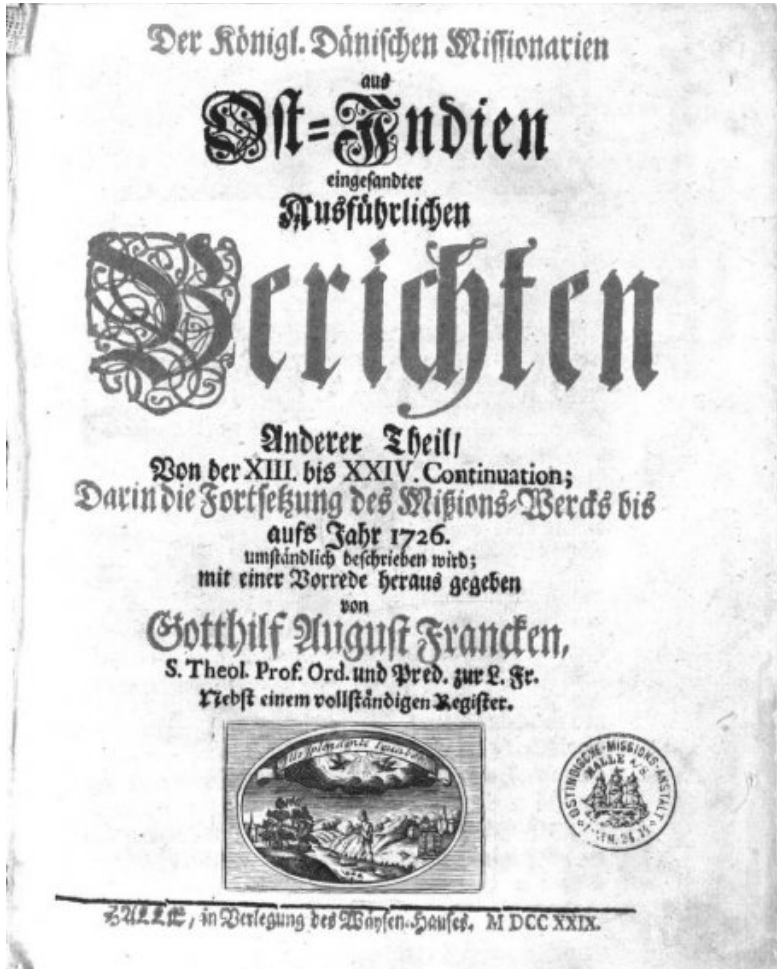 Der Königl. Dänischen Missionarien
aus
Ost-Indien
eingesandter
Ausführlichen
Berichten
Anderer Theil/
Von der XIII. bis XXIV. Continuation;
Darin die Fortsetzung des Mißions-Wercks bis
aufs Jahr 1726.
umständlich beschrieben wird;
mit einer Vorrede heraus gegeben
von
Gotthilf August Francken,
S. Theol. Prof. Ord. und Pred. zur L. Fr.
Nebst einem vollständigen Register.
OSTINDISCHE-MISSIONS-ANSTALT
HALLE a/S.
HALLE, in Verlegung des Waysen-Hauses. M DCC XXIX.